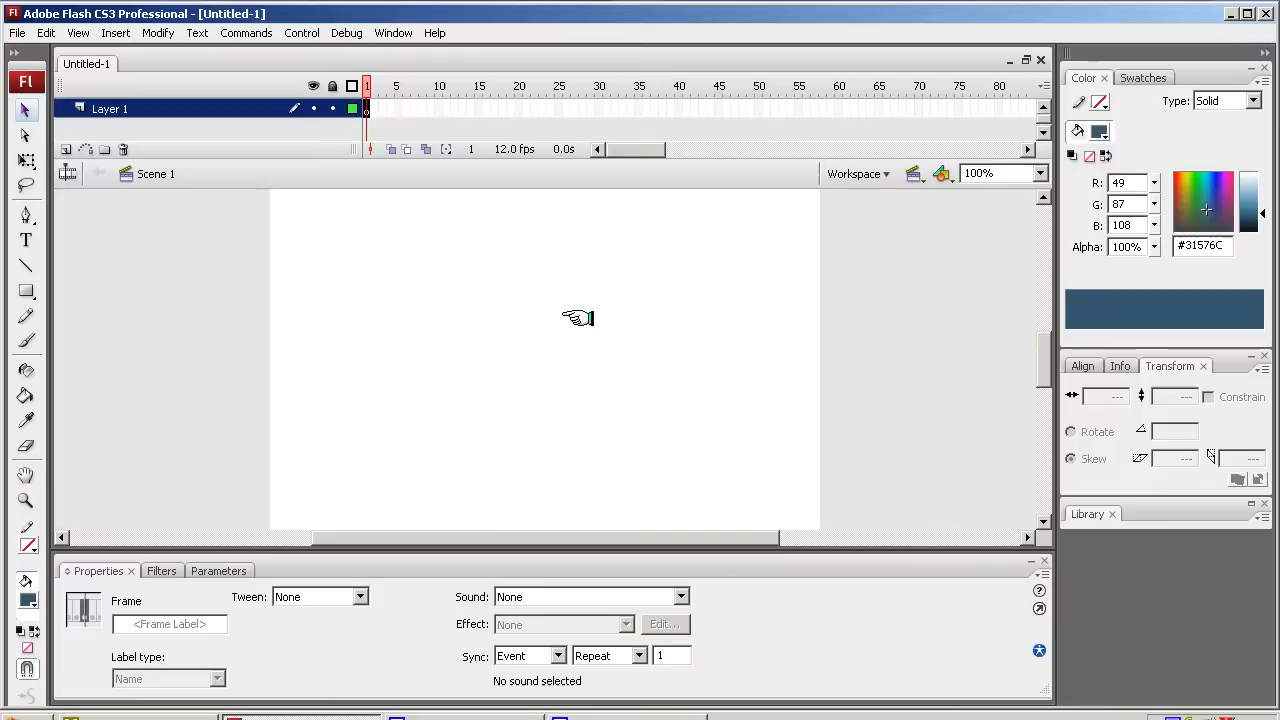 Adobe Flash CS3 Professional - [Untitled-1]
File Edit View Insert Modify Text Commands Control Debug Window Help
Untitled-1
1 5 10 15 20 25 30 35 40 45 50 55 60 65 70 75 80
Layer 1
1 12.0 fps 0.0s
Scene 1 Workspace 100%
Fl
T
Color Swatches
Type: Solid
R: 49
G: 87
B: 108
Alpha: 100% #31576C
Align Info Transform
--- --- Constrain
Rotate
Skew --- ---
Library
Properties Filters Parameters
Frame Tween: None Sound: None
<Frame Label> Effect: None Edit...
Label type: Sync: Event Repeat 1
Name No sound selected